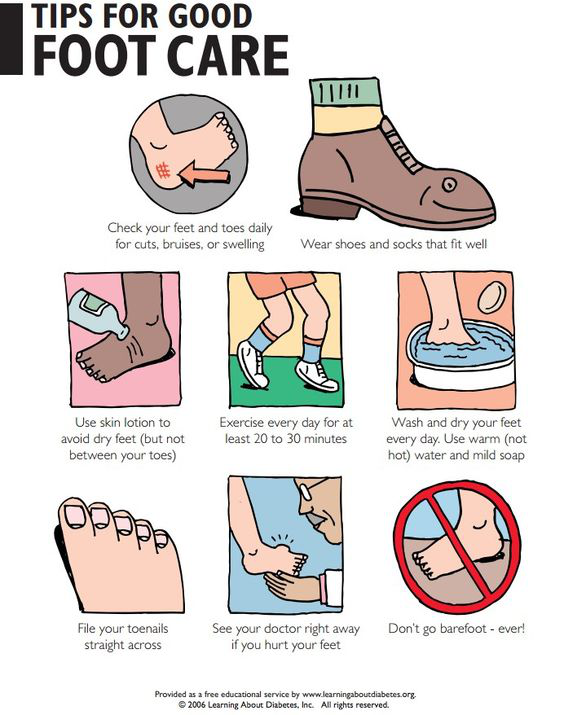 TIPS FOR GOOD
FOOT CARE
Check your feet and toes daily
for cuts, bruises, or swelling
Wear shoes and socks that fit well
Use skin lotion to
avoid dry feet (but not
between your toes)
Exercise every day for at
least 20 to 30 minutes
Wash and dry your feet
every day. Use warm (not
hot) water and mild soap
File your toenails
straight across
See your doctor right away
if you hurt your feet
Don't go barefoot - ever!
Provided as a free educational service by www.learningaboutdiabetes.org.
© 2006 Learning About Diabetes, Inc. All rights reserved.